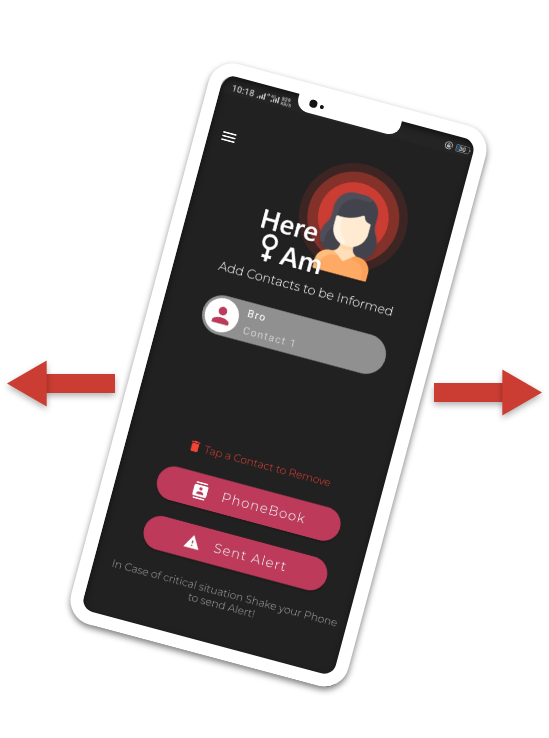 10:18
Here
Am
Add Contacts to be Informed
Bro
Contact 1
Tap a Contact to Remove
PhoneBook
Sent Alert
In Case of critical situation Shake your Phone
to send Alert!